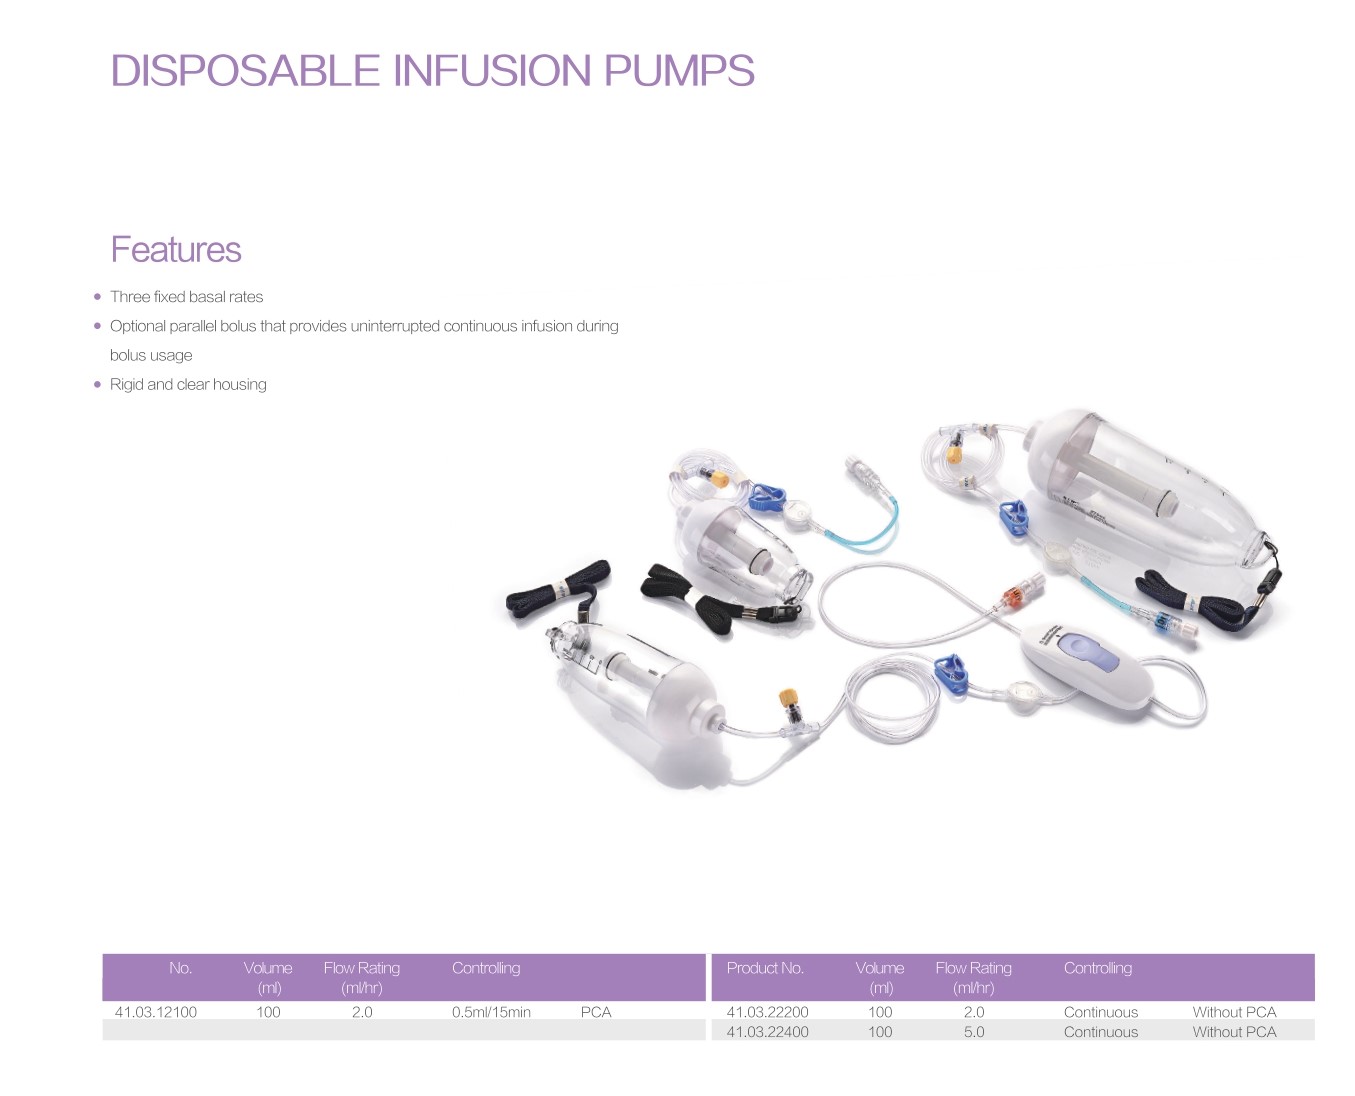 DISPOSABLE INFUSION PUMPS
Features
Three fixed basal rates
Optional parallel bolus that provides uninterrupted continuous infusion during
bolus usage
Rigid and clear housing
No. Volume (ml) Flow Rating (ml/hr) Controlling
41.03.12100 100 2.0 0.5ml/15min PCA
Product No. Volume (ml) Flow Rating (ml/hr) Controlling
41.03.22200 100 2.0 Continuous Without PCA
41.03.22400 100 5.0 Continuous Without PCA